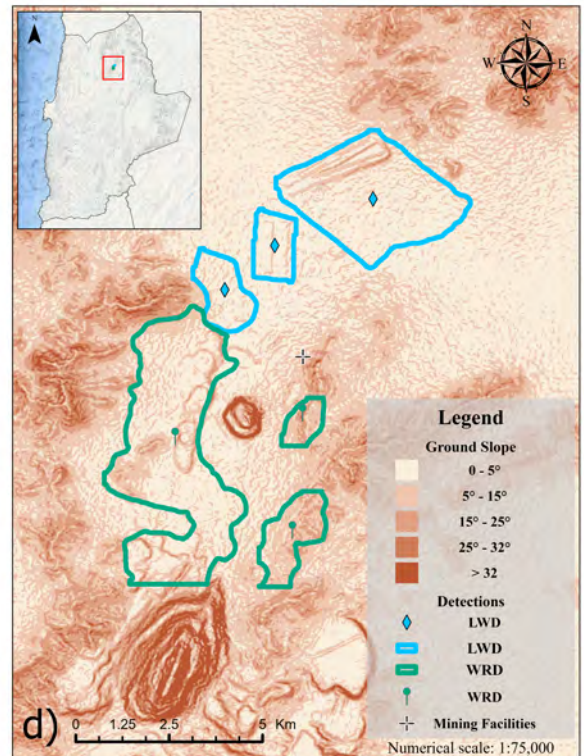 N
N
W
E
S
Legend
Ground Slope
0 - 5°
5° - 15°
15° - 25°
25° - 32°
> 32
Detections
LWD
LWD
WRD
WRD
Mining Facilities
d)
0 1.25 2.5 5 Km
Numerical scale: 1:75,000